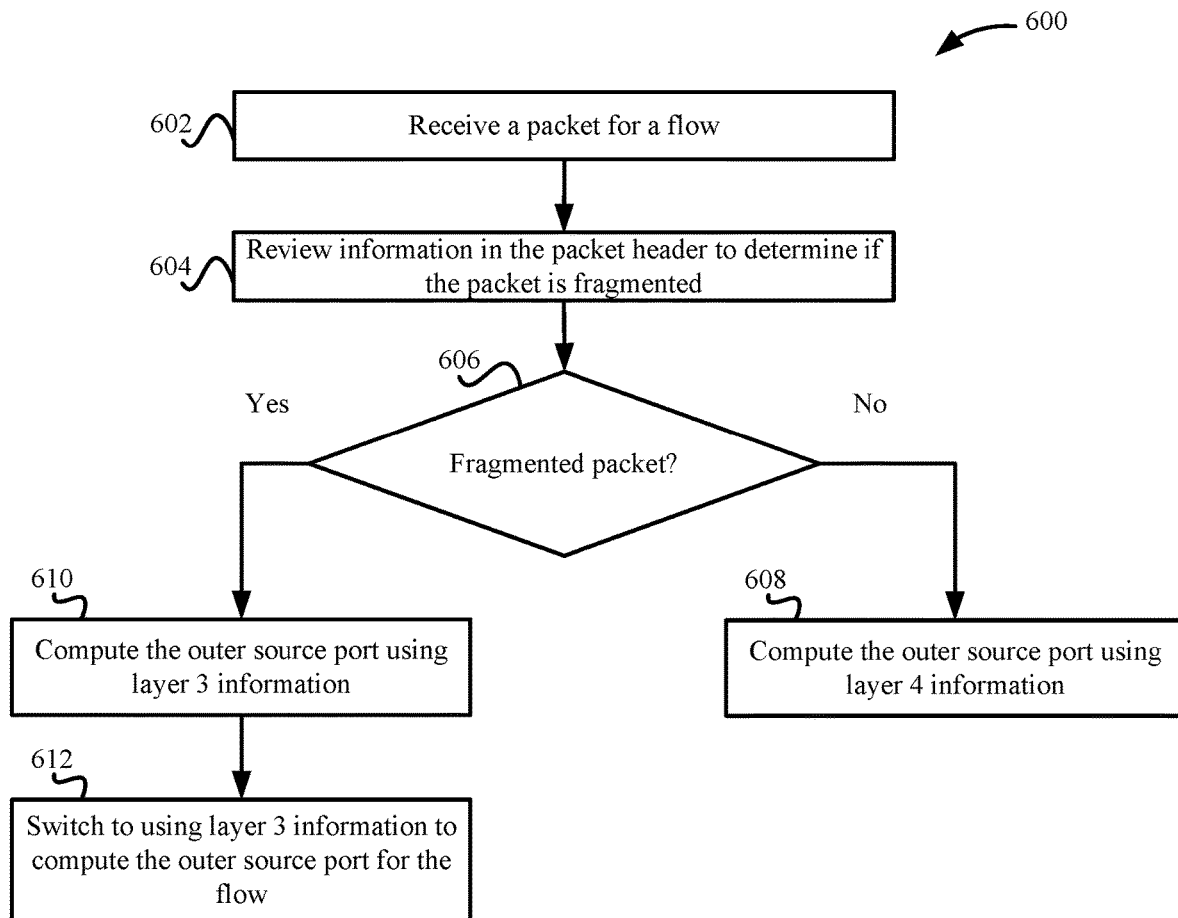 600
602
Receive a packet for a flow
604
Review information in the packet header to determine if
the packet is fragmented
606
Yes
No
Fragmented packet?
610
Compute the outer source port using
layer 3 information
608
Compute the outer source port using
layer 4 information
612
Switch to using layer 3 information to
compute the outer source port for the
flow